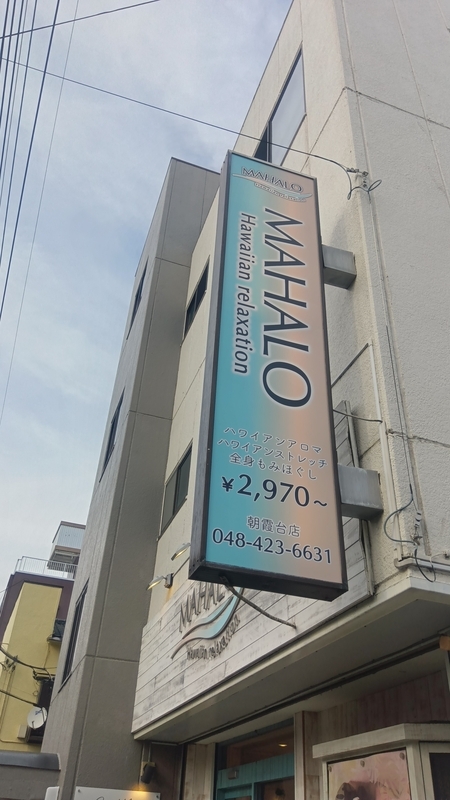 MAHALO
MAHALO
Hawaiian relaxation
ハワイアンアロマ
ハワイアンストレッチ
全身もみほぐし
¥2,970~
朝霞台店
048-423-6631
MAHALO
Hawaiian relaxation